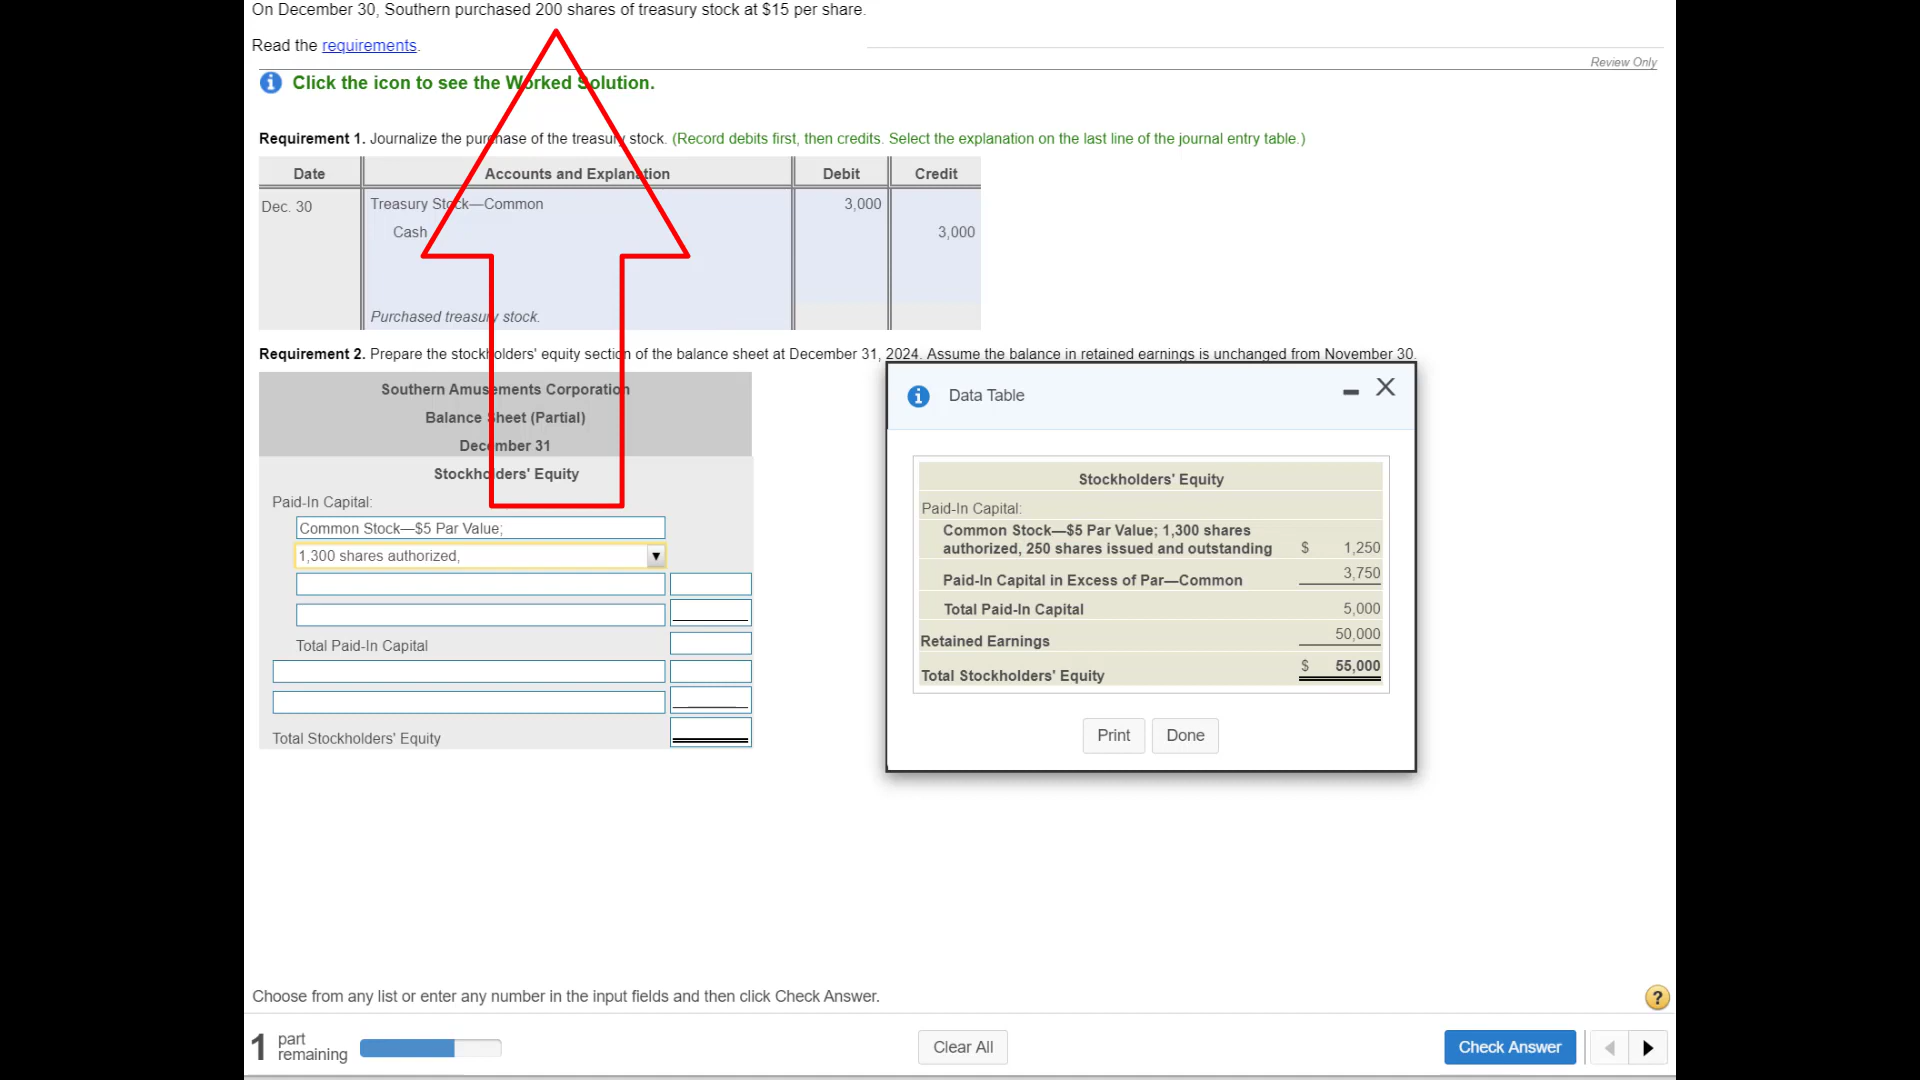 On December 30, Southern purchased 200 shares of treasury stock at $15 per share.
Read the requirements.
Review Only
Click the icon to see the Worked Solution.
Requirement 1. Journalize the purchase of the treasury stock. (Record debits first, then credits. Select the explanation on the last line of the journal entry table.)
Date Accounts and Explanation Debit Credit
Dec. 30 Treasury Stock—Common 3,000
Cash 3,000
Purchased treasury stock.
Requirement 2. Prepare the stockholders' equity section of the balance sheet at December 31, 2024. Assume the balance in retained earnings is unchanged from November 30.
Southern Amusements Corporation
Balance Sheet (Partial)
December 31
Stockholders' Equity
Paid-In Capital:
Common Stock—$5 Par Value;
1,300 shares authorized,
Total Paid-In Capital
Total Stockholders' Equity
Data Table
Stockholders' Equity
Paid-In Capital:
Common Stock—$5 Par Value; 1,300 shares
authorized, 250 shares issued and outstanding $ 1,250
Paid-In Capital in Excess of Par—Common 3,750
Total Paid-In Capital 5,000
Retained Earnings 50,000
Total Stockholders' Equity $ 55,000
Print Done
Choose from any list or enter any number in the input fields and then click Check Answer.
?
1 part
remaining
Clear All
Check Answer